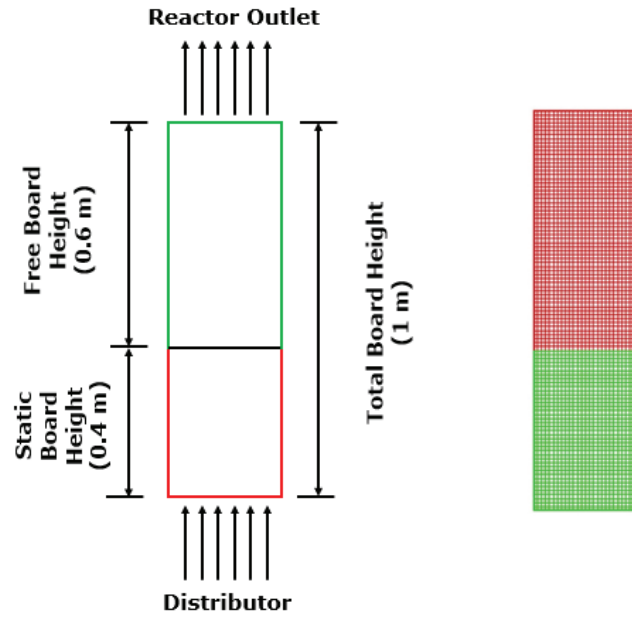 Reactor Outlet
Free Board
Height
(0.6 m)
Total Board Height
(1 m)
Static
Board
Height
(0.4 m)
Distributor